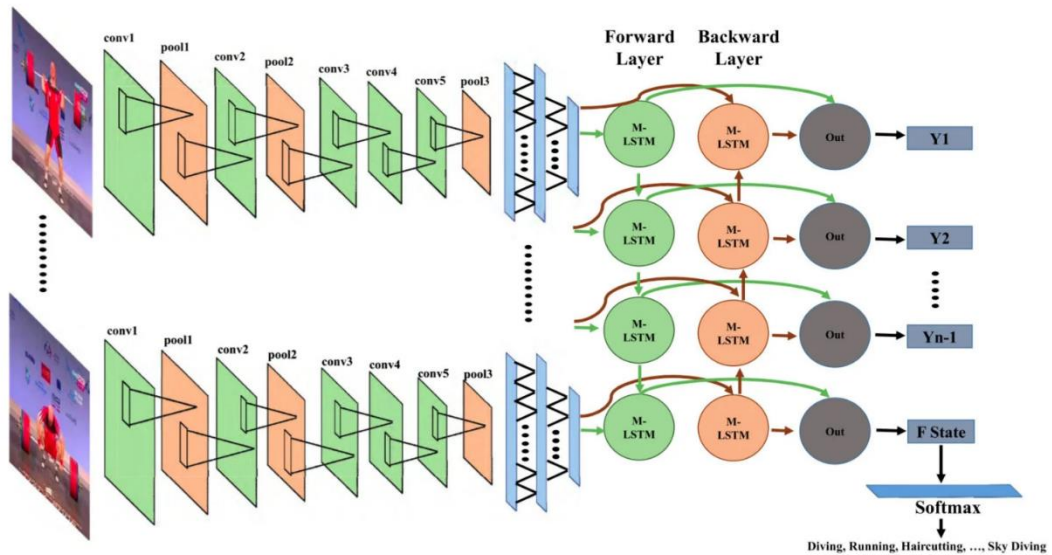 conv1
pool1
conv2
pool2
conv3
conv4
conv5
pool3
Forward
Layer
Backward
Layer
M-
LSTM
M-
LSTM
Out
Y1
M-
LSTM
M-
LSTM
Out
Y2
M-
LSTM
M-
LSTM
Out
Yn-1
conv1
pool1
conv2
pool2
conv3
conv4
conv5
pool3
M-
LSTM
M-
LSTM
Out
F State
Softmax
Diving, Running, Haircutting, ..., Sky Diving